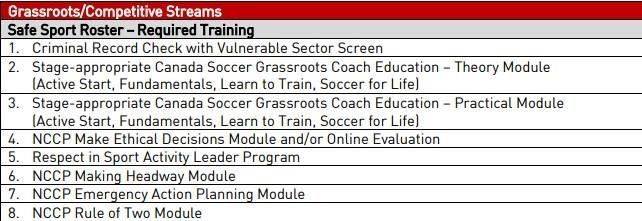 Grassroots/Competitive Streams
Safe Sport Roster – Required Training
1. Criminal Record Check with Vulnerable Sector Screen
2. Stage-appropriate Canada Soccer Grassroots Coach Education – Theory Module
(Active Start, Fundamentals, Learn to Train, Soccer for Life)
3. Stage-appropriate Canada Soccer Grassroots Coach Education – Practical Module
(Active Start, Fundamentals, Learn to Train, Soccer for Life)
4. NCCP Make Ethical Decisions Module and/or Online Evaluation
5. Respect in Sport Activity Leader Program
6. NCCP Making Headway Module
7. NCCP Emergency Action Planning Module
8. NCCP Rule of Two Module